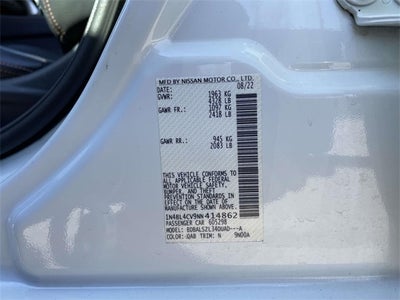 MFD BY NISSAN MOTOR CO., LTD.
DATE: 08/22
GVWR: 1963 KG
4328 LB
GAWR FR: 1097 KG
2418 LB
GAWR RR: 945 KG
2083 LB
THIS VEHICLE CONFORMS TO
ALL APPLICABLE FEDERAL
MOTOR VEHICLE SAFETY,
BUMPER, AND THEFT
PREVENTION STANDARDS IN
EFFECT ON THE DATE OF
MANUFACTURE SHOWN ABOVE.
1N4BL4CV9NN414862
PASSENGER CAR 605298
MODEL:
COLOR: QAB TRIM: N